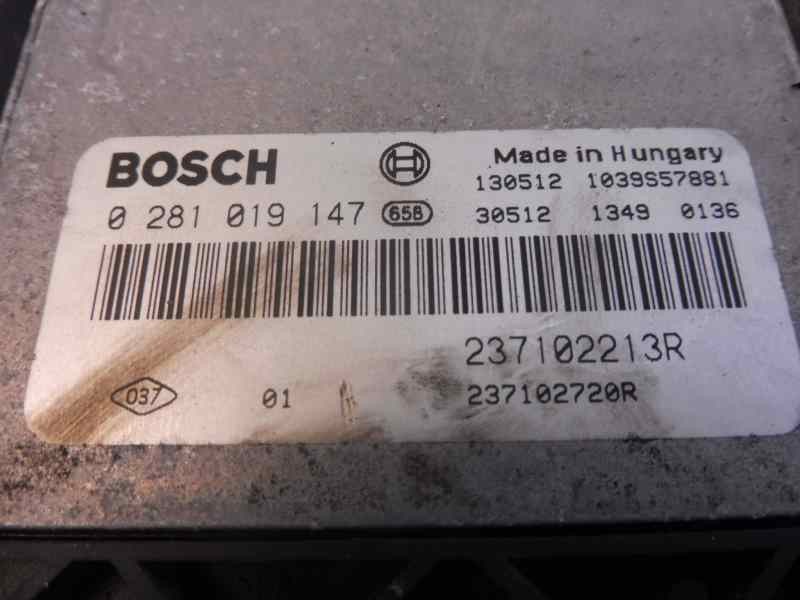 BOSCH
Made in Hungary
130512 1039S57881
0 281 019 147 658 30512 1349 0136
237102213R
037 01 237102720R